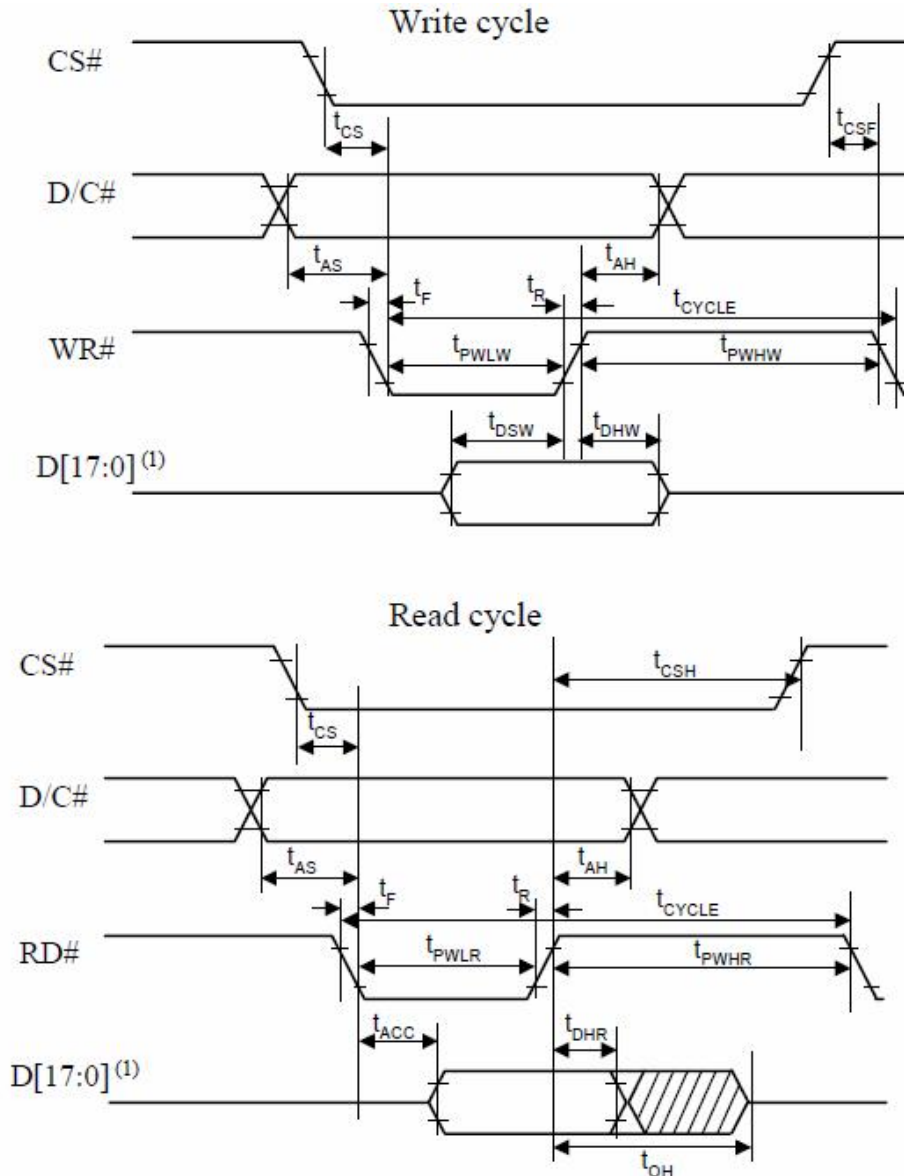 Write cycle
CS#
tCS
tCSF
D/C#
tAS
tAH
tF
tR
tCYCLE
WR#
tPWLW
tPWHW
tDSW
tDHW
D[17:0](1)
Read cycle
CS#
tCSH
tCS
D/C#
tAS
tAH
tF
tR
tCYCLE
RD#
tPWLR
tPWHR
tACC
tDHR
D[17:0](1)
tOH